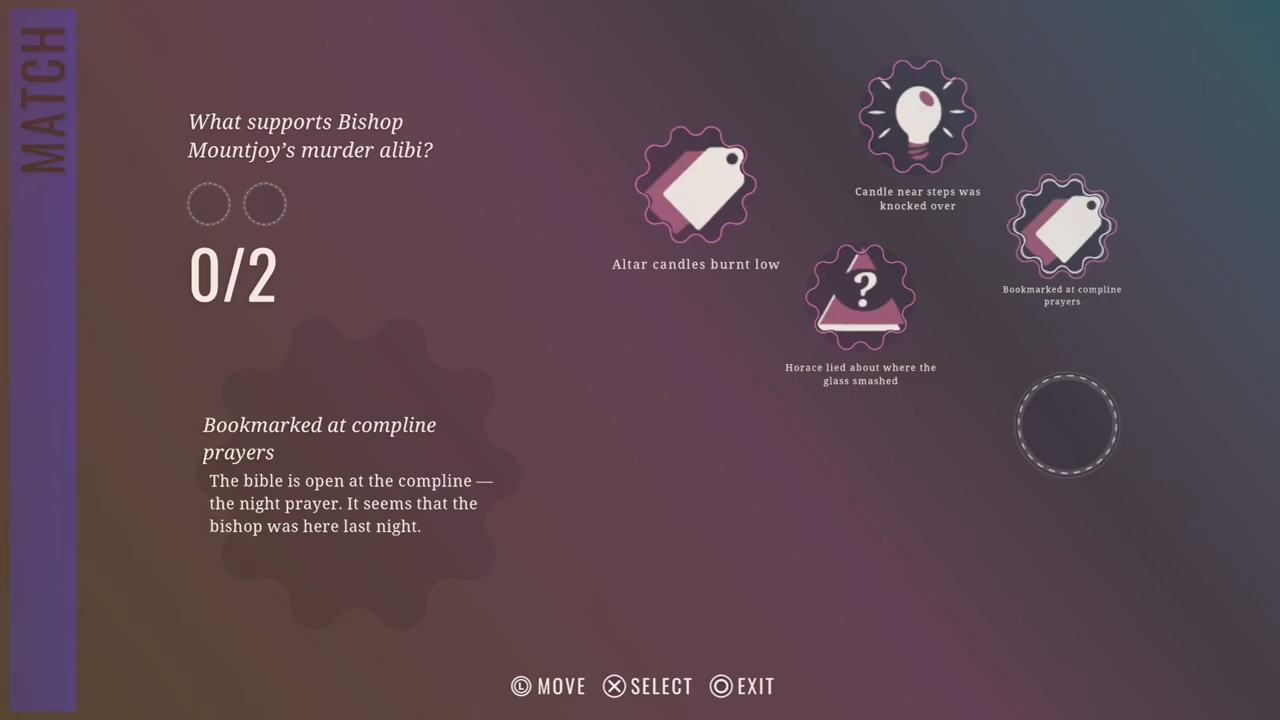 MATCH
What supports Bishop
Mountjoy’s murder alibi?
0/2
Altar candles burnt low
Candle near steps was
knocked over
Bookmarked at compline
prayers
?
Horace lied about where the
glass smashed
Bookmarked at compline
prayers
The bible is open at the compline —
the night prayer. It seems that the
bishop was here last night.
L MOVE SELECT EXIT